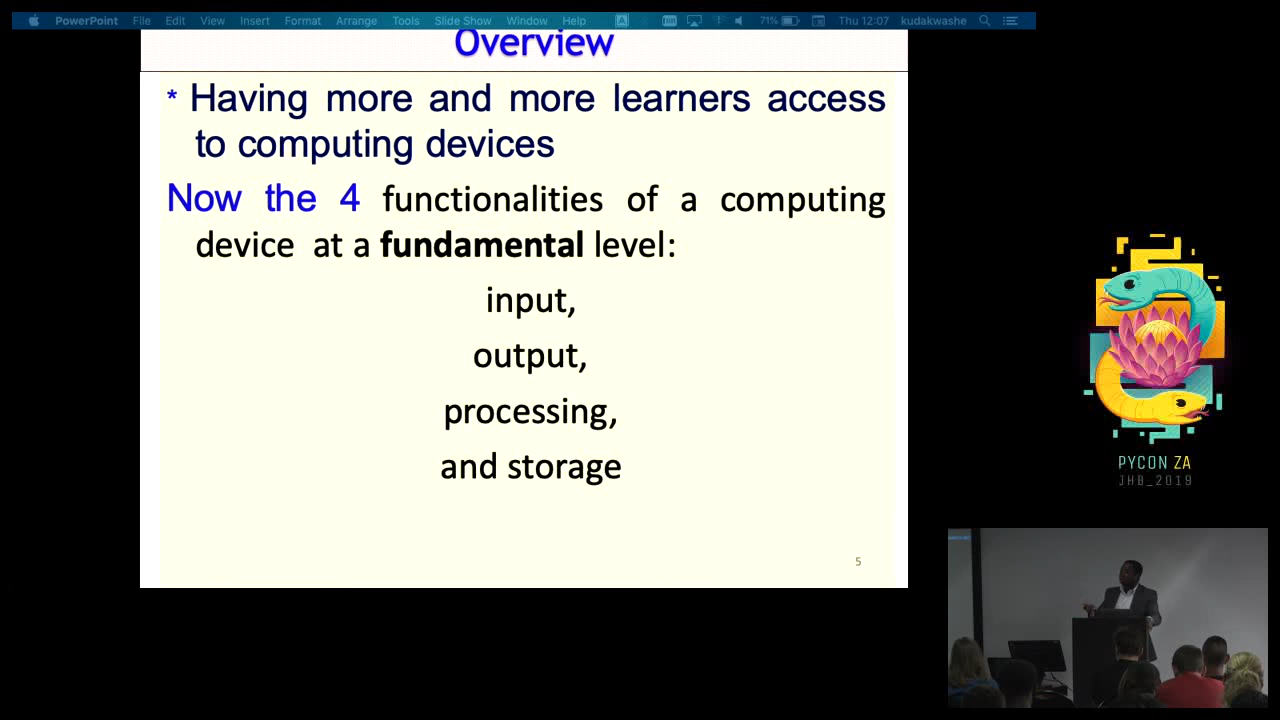 PowerPoint File Edit View Insert Format Arrange Tools Slide Show Window Help 71% Thu 12:07 kudakwashe
Overview
* Having more and more learners access
to computing devices
Now the 4 functionalities of a computing
device at a fundamental level:
input,
output,
processing,
and storage
5
PYCON ZA
JHB_2019